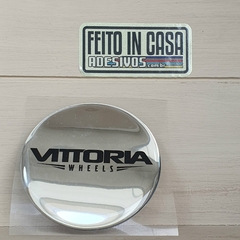 FEITO IN CASA
ADESIVOS
VITTORIA
WHEELS